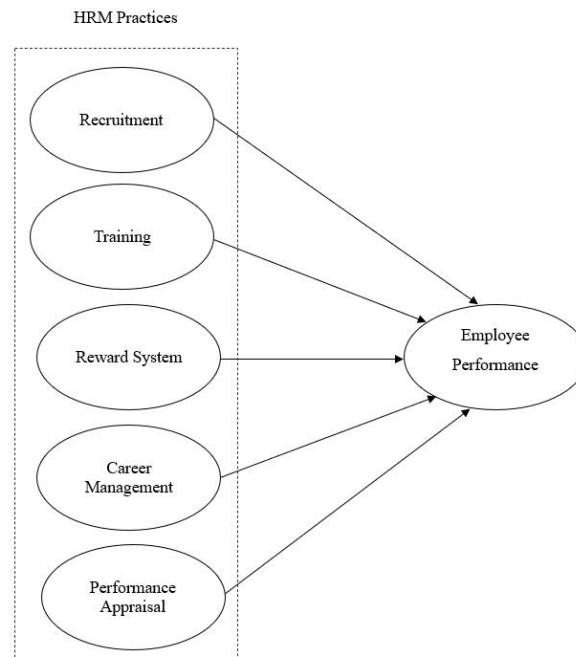 HRM Practices
Recruitment
Training
Reward System
Career
Management
Performance
Appraisal
Employee
Performance